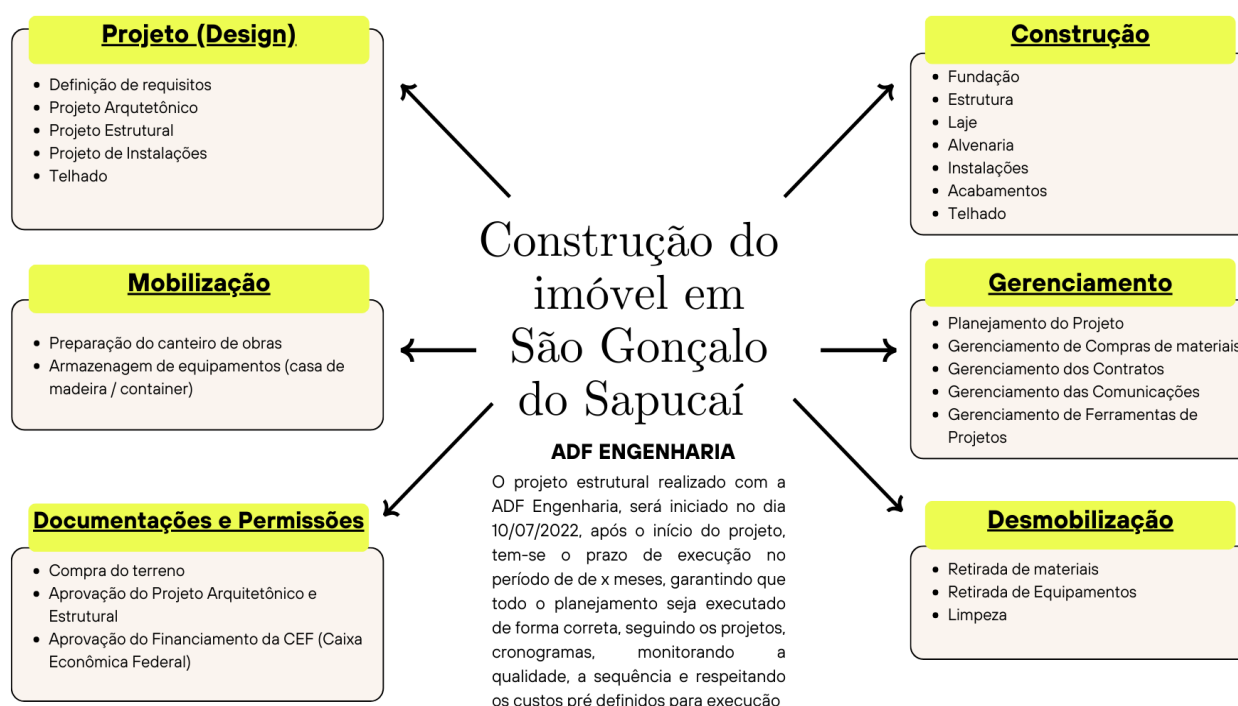 Projeto (Design)
Definição de requisitos
Projeto Arqutetônico
Projeto Estrutural
Projeto de Instalações
Telhado
Mobilização
Preparação do canteiro de obras
Armazenagem de equipamentos (casa de
madeira / container)
Documentações e Permissões
Compra do terreno
Aprovação do Projeto Arquitetônico e
Estrutural
Aprovação do Financiamento da CEF (Caixa
Econômica Federal)
Construção do
imóvel em
São Gonçalo
do Sapucaí
ADF ENGENHARIA
O projeto estrutural realizado com a
ADF Engenharia, será iniciado no dia
10/07/2022, após o início do projeto,
tem-se o prazo de execução no
período de de x meses, garantindo que
todo o planejamento seja executado
de forma correta, seguindo os projetos,
cronogramas, monitorando a
qualidade, a sequência e respeitando
os custos pré definidos para execução
Construção
Fundação
Estrutura
Laje
Alvenaria
Instalações
Acabamentos
Telhado
Gerenciamento
Planejamento do Projeto
Gerenciamento de Compras de materiais
Gerenciamento dos Contratos
Gerenciamento das Comunicações
Gerenciamento de Ferramentas de
Projetos
Desmobilização
Retirada de materiais
Retirada de Equipamentos
Limpeza